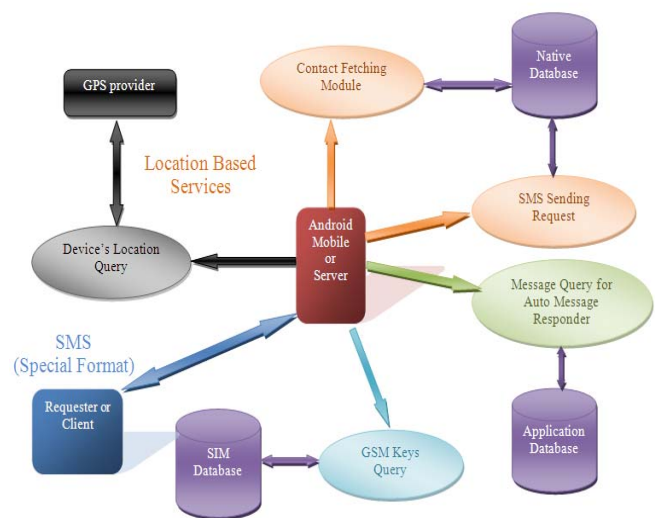 GPS provider
Contact Fetching
Module
Native
Database
Location Based
Services
SMS Sending
Request
Android
Mobile
or
Server
Device's Location
Query
Message Query for
Auto Message
Responder
SMS
(Special Format)
Requester or
Client
SIM
Database
GSM Keys
Query
Application
Database